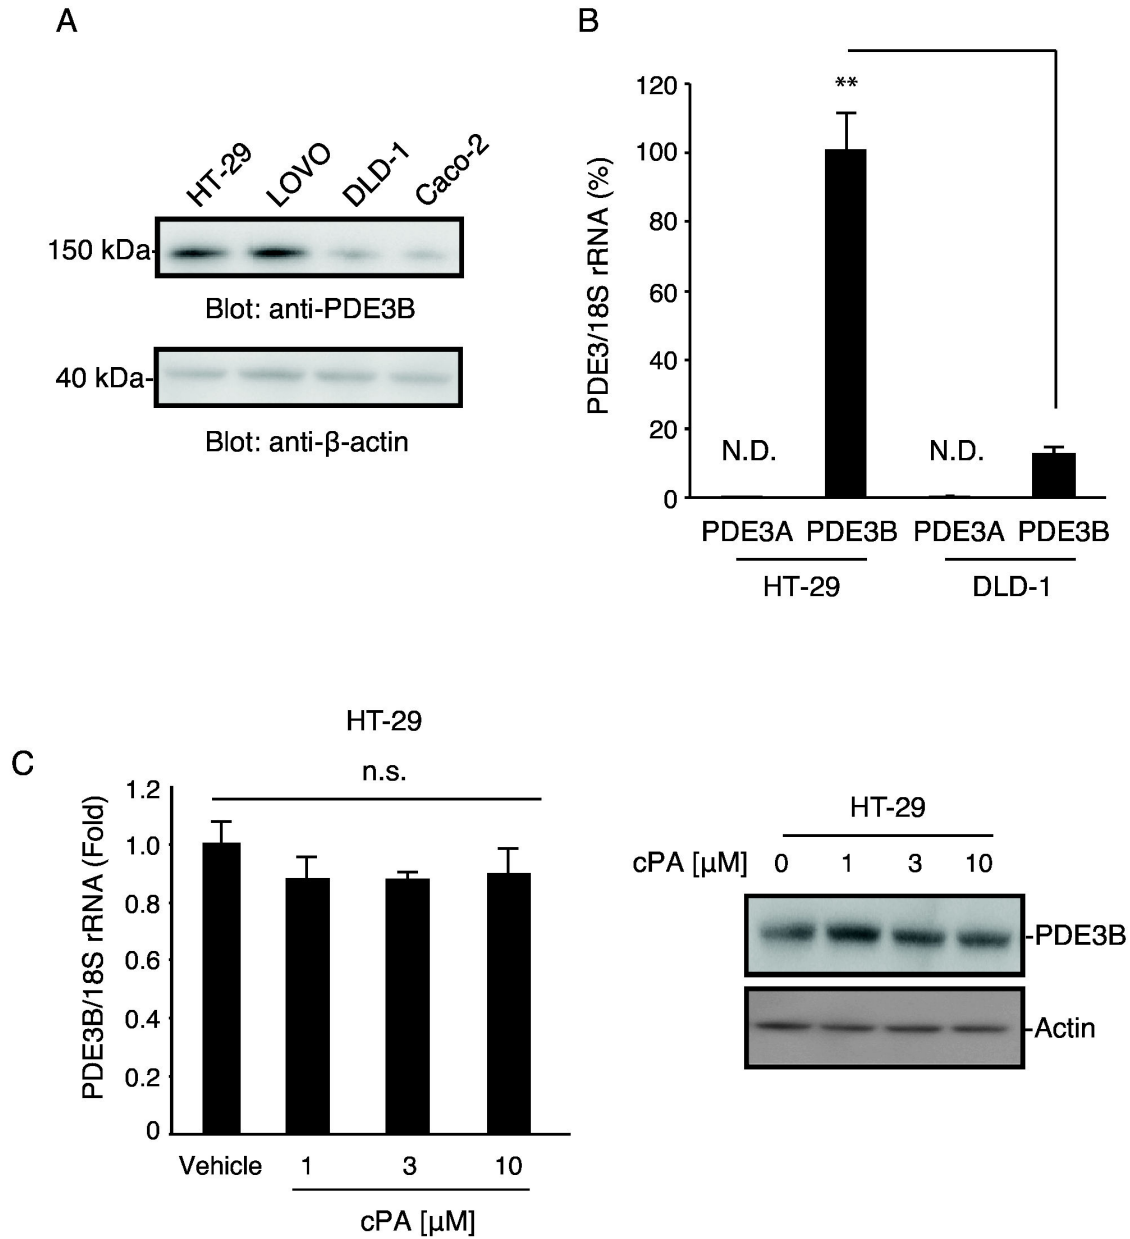 A
HT-29 LOVO DLD-1 Caco-2
150 kDa-
Blot: anti-PDE3B
40 kDa-
Blot: anti-β-actin
B
**
120
100
80
60
40
20
0
PDE3/18S rRNA (%)
N.D. N.D.
PDE3A PDE3B PDE3A PDE3B
HT-29 DLD-1
C
HT-29
n.s.
1.2
1.0
0.8
0.6
0.4
0.2
0
PDE3B/18S rRNA (Fold)
Vehicle 1 3 10
cPA [μM]
HT-29
cPA [μM] 0 1 3 10
-PDE3B
-Actin